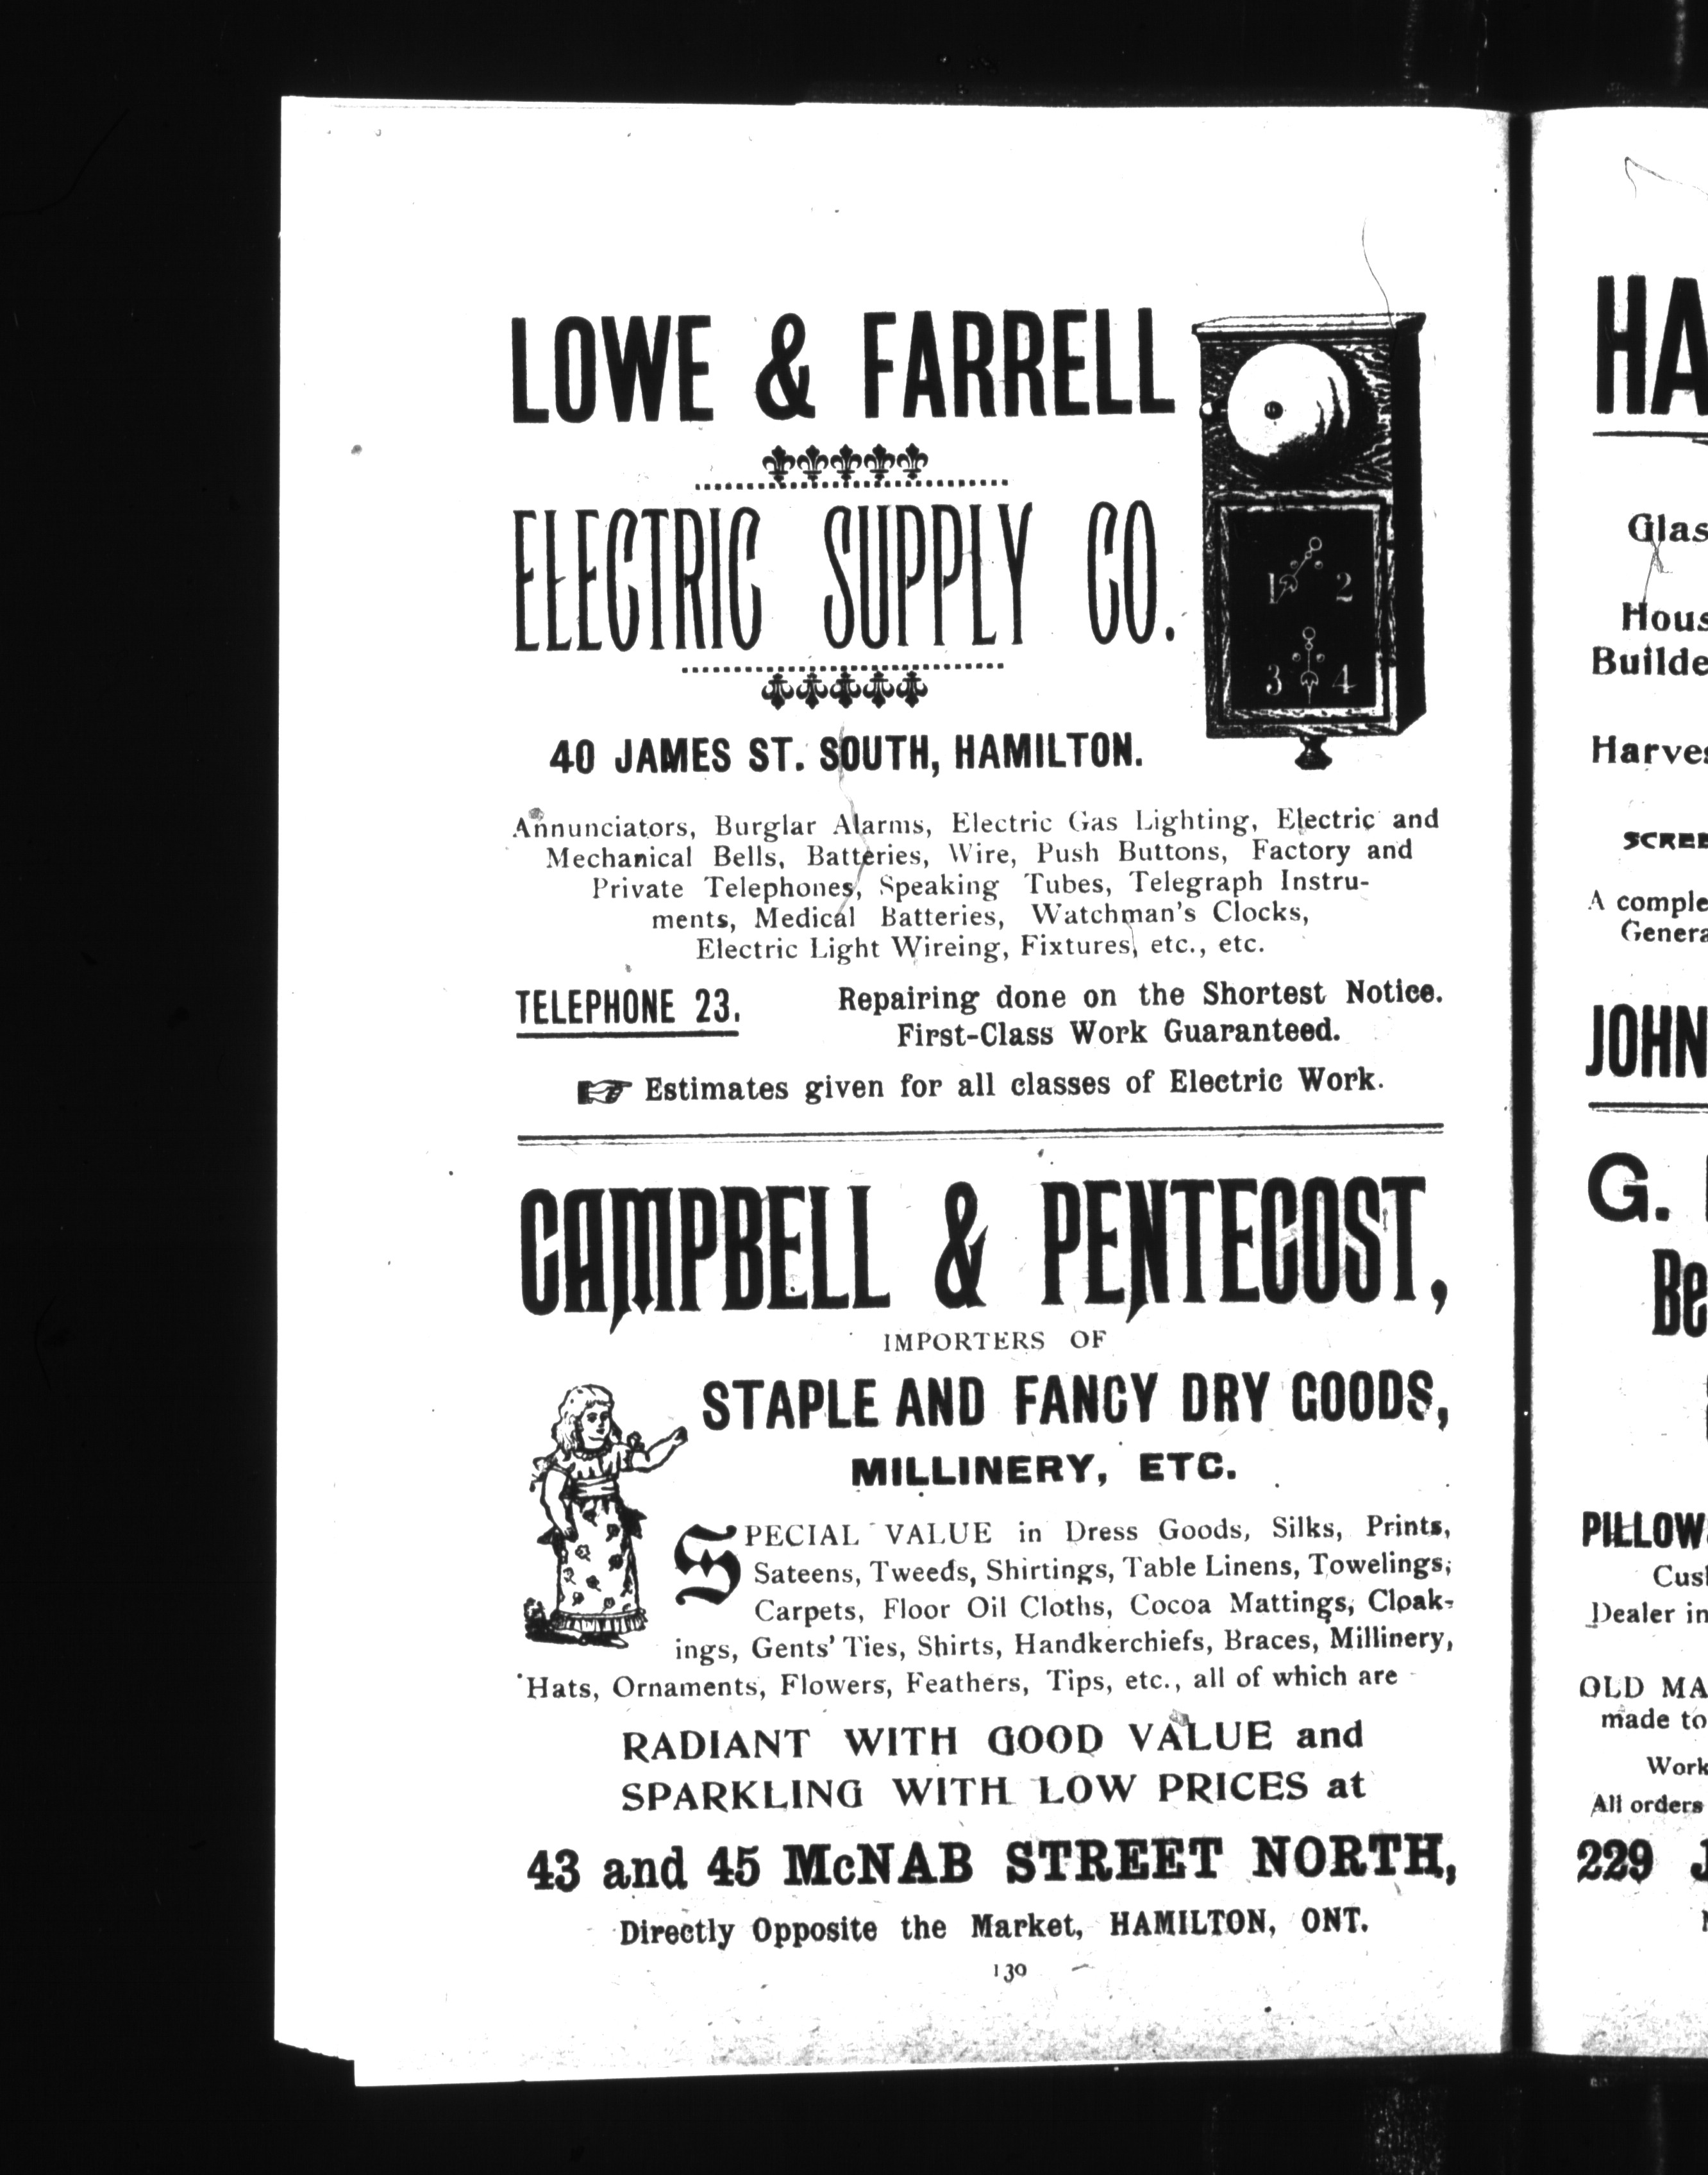 LOWE & FARRELL
ELECTRIC SUPPLY CO.
1 2
3 4
40 JAMES ST. SOUTH, HAMILTON.
Annunciators, Burglar Alarms, Electric Gas Lighting, Electric and
Mechanical Bells, Batteries, Wire, Push Buttons, Factory and
Private Telephones, Speaking Tubes, Telegraph Instru-
ments, Medical Batteries, Watchman's Clocks,
Electric Light Wireing, Fixtures, etc., etc.
TELEPHONE 23.
Repairing done on the Shortest Notice.
First-Class Work Guaranteed.
☞ Estimates given for all classes of Electric Work.
CAMPBELL & PENTECOST,
IMPORTERS OF
STAPLE AND FANCY DRY GOODS,
MILLINERY, ETC.
SPECIAL VALUE in Dress Goods, Silks, Prints,
Sateens, Tweeds, Shirtings, Table Linens, Towelings,
Carpets, Floor Oil Cloths, Cocoa Mattings, Cloak-
ings, Gents' Ties, Shirts, Handkerchiefs, Braces, Millinery,
Hats, Ornaments, Flowers, Feathers, Tips, etc., all of which are
RADIANT WITH GOOD VALUE and
SPARKLING WITH LOW PRICES at
43 and 45 McNAB STREET NORTH,
Directly Opposite the Market, HAMILTON, ONT.
130
HA
Glas
Hous
Builde
Harves
SCREE
A comple
Genera
JOHN
G.
Be
PILLOW
Cush
Dealer in
OLD MA
made to
Work
All orders
229 J